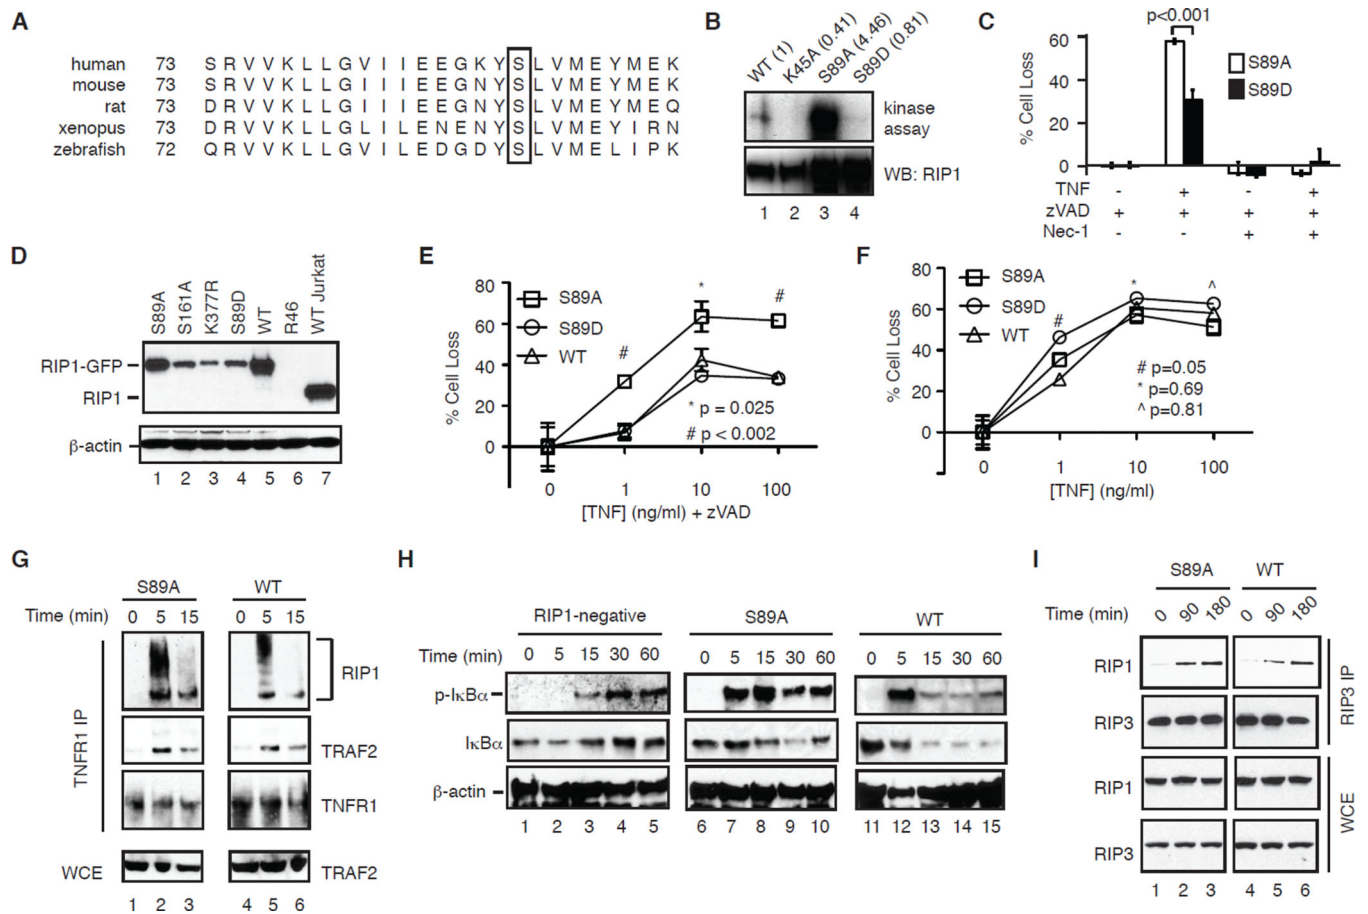 A
human 73 S R V V K L L G V I I E E G K Y S L V M E Y M E K
mouse 73 S R V V K L L G I I I E E G N Y S L V M E Y M E K
rat 73 D R V V K L L G I I I E E G N Y S L V M E Y M E Q
xenopus 73 D R V V K L L G L I L E N E N Y S L V M E Y I R N
zebrafish 72 Q R V V K L L G V I L E D G D Y S L V M E L I P K
B
WT (1)
K45A (0.41)
S89A (4.46)
S89D (0.81)
kinase
assay
WB: RIP1
1 2 3 4
C
p<0.001
S89A
S89D
% Cell Loss
60
40
20
0
TNF - + - +
zVAD + + + +
Nec-1 - - + +
D
S89A
S161A
K377R
S89D
WT
R46
WT Jurkat
RIP1-GFP
RIP1
β-actin
1 2 3 4 5 6 7
E
S89A
S89D
WT
% Cell Loss
80
60
40
20
0
*
#
#
* p = 0.025
# p < 0.002
0 1 10 100
[TNF] (ng/ml) + zVAD
F
S89A
S89D
WT
% Cell Loss
80
60
40
20
0
#
*
^
# p=0.05
* p=0.69
^ p=0.81
0 1 10 100
[TNF] (ng/ml)
G
S89A WT
Time (min) 0 5 15 0 5 15
TNFR1 IP
RIP1
TRAF2
TNFR1
WCE
TRAF2
1 2 3 4 5 6
H
RIP1-negative S89A WT
Time (min) 0 5 15 30 60 0 5 15 30 60 0 5 15 30 60
p-IκBα
IκBα
β-actin
1 2 3 4 5 6 7 8 9 10 11 12 13 14 15
I
S89A WT
Time (min) 0 90 180 0 90 180
RIP1
RIP3
RIP3 IP
RIP1
RIP3
WCE
1 2 3 4 5 6